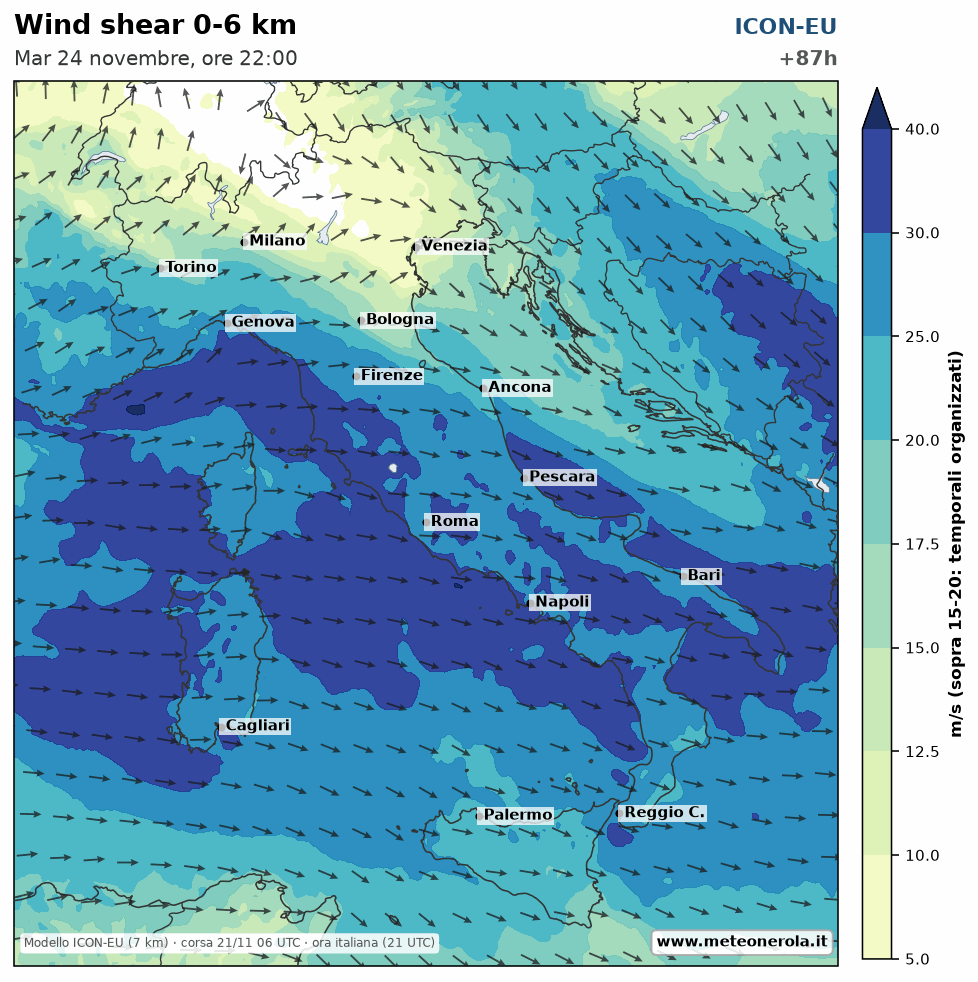 Wind shear 0-6 km
ICON-EU
Mar 24 novembre, ore 22:00
+87h
40.0
30.0
Milano
Venezia
Torino
Genova
Bologna
25.0
Firenze
Ancona
20.0
Pescara
Roma
17.5
Bari
Napoli
15.0
Cagliari
12.5
Palermo
Reggio C.
10.0
5.0
m/s (sopra 15-20: temporali organizzati)
Modello ICON-EU (7 km) · corsa 21/11 06 UTC · ora italiana (21 UTC)
www.meteonerola.it